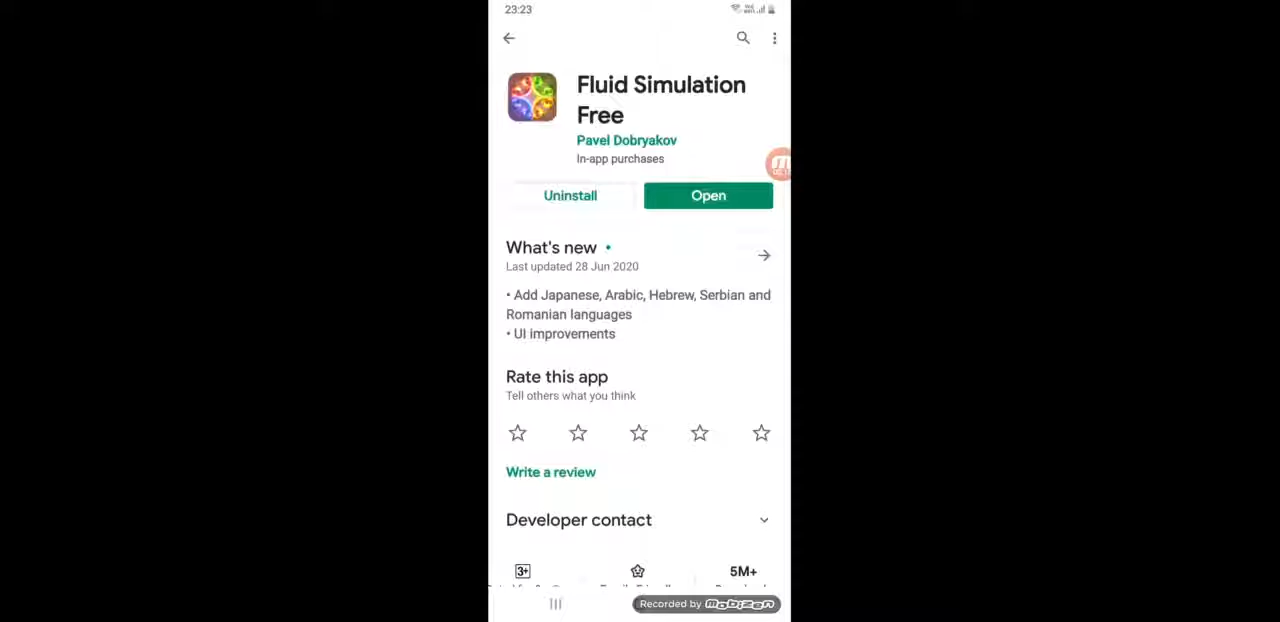 23:23
Fluid Simulation
Free
Pavel Dobryakov
In-app purchases
Uninstall
Open
What's new •
Last updated 28 Jun 2020
• Add Japanese, Arabic, Hebrew, Serbian and
Romanian languages
• UI improvements
Rate this app
Tell others what you think
Write a review
Developer contact
3+
5M+
Recorded by mobizen